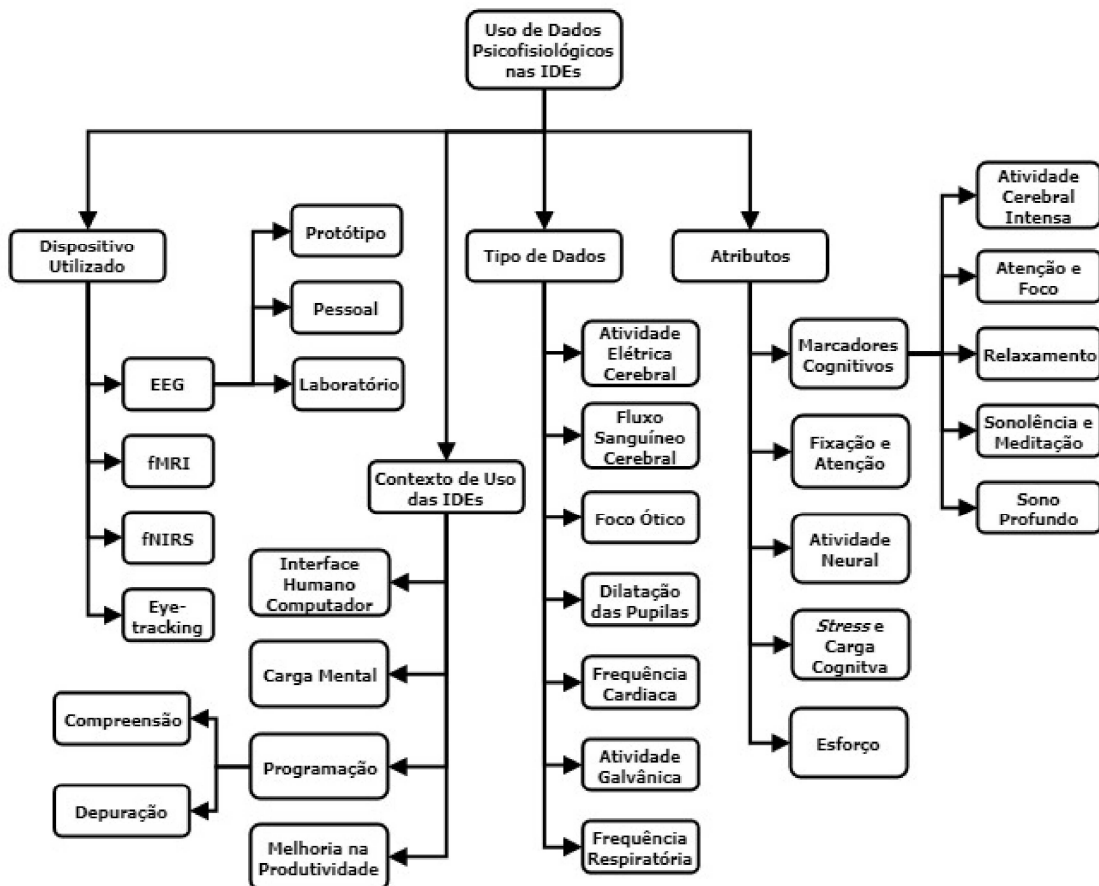 Uso de Dados
Psicofisiológicos
nas IDEs
Dispositivo
Utilizado
EEG
Protótipo
Pessoal
Laboratório
fMRI
fNIRS
Eye-
tracking
Contexto de Uso
das IDEs
Interface
Humano
Computador
Carga Mental
Programação
Compreensão
Depuração
Melhoria na
Produtividade
Tipo de Dados
Atividade
Elétrica
Cerebral
Fluxo
Sanguíneo
Cerebral
Foco Ótico
Dilatação
das Pupilas
Frequência
Cardiaca
Atividade
Galvânica
Frequência
Respiratória
Atributos
Marcadores
Cognitivos
Atividade
Cerebral
Intensa
Atenção e
Foco
Relaxamento
Sonolência e
Meditação
Sono
Profundo
Fixação e
Atenção
Atividade
Neural
Stress e
Carga
Cognitva
Esforço